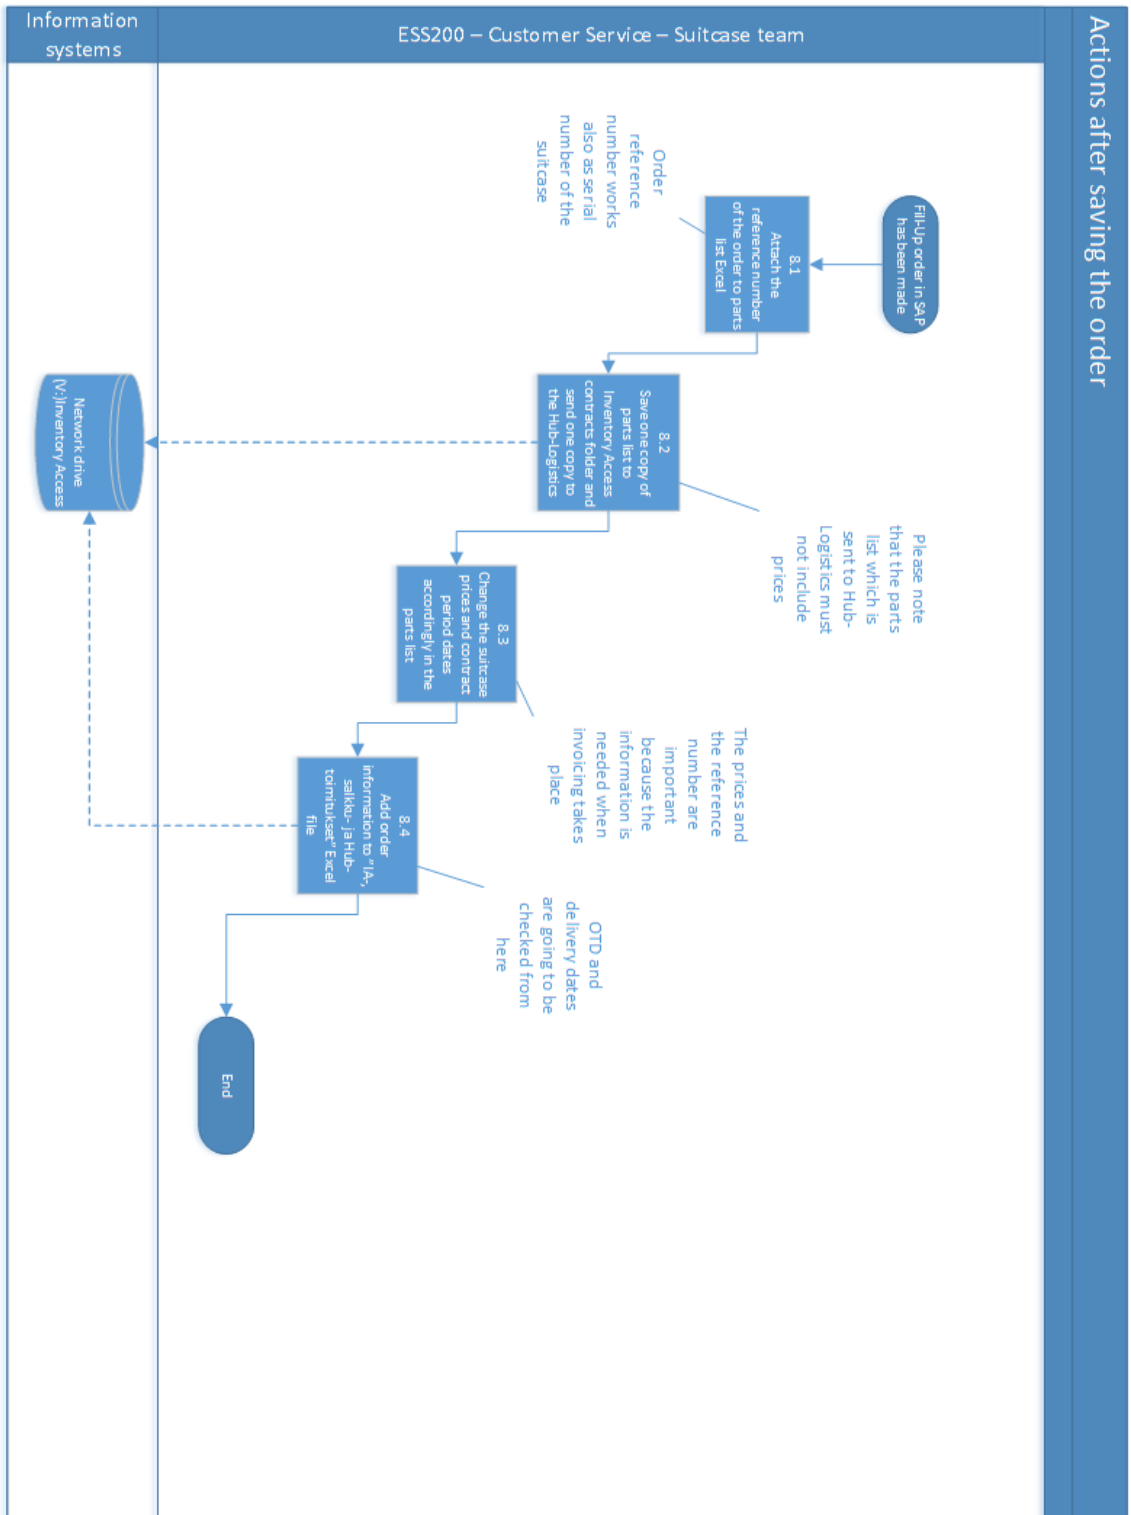 Actions after saving the order
ESS200 – Customer Service – Suitcase team
Information
systems
Fill-Up order in SAP
has been made
8.1
Attach the
reference number
of the order to parts
list Excel
Order
reference
number works
also as serial
number of the
suitcase
8.2
Save one copy of
parts list to
Inventory Access
contracts folder and
send one copy to
the Hub-Logistics
Please note
that the parts
list which is
sent to Hub-
Logistics must
not include
prices
8.3
Change the suitcase
prices and contract
period dates
accordingly in the
parts list
The prices and
the reference
number are
important
because the
information is
needed when
invoicing takes
place
8.4
Add order
information to "IA-,
salkku- ja Hub-
toimitukset" Excel
file
OTD and
delivery dates
are going to be
checked from
here
End
Network drive
(V:)Inventory Access